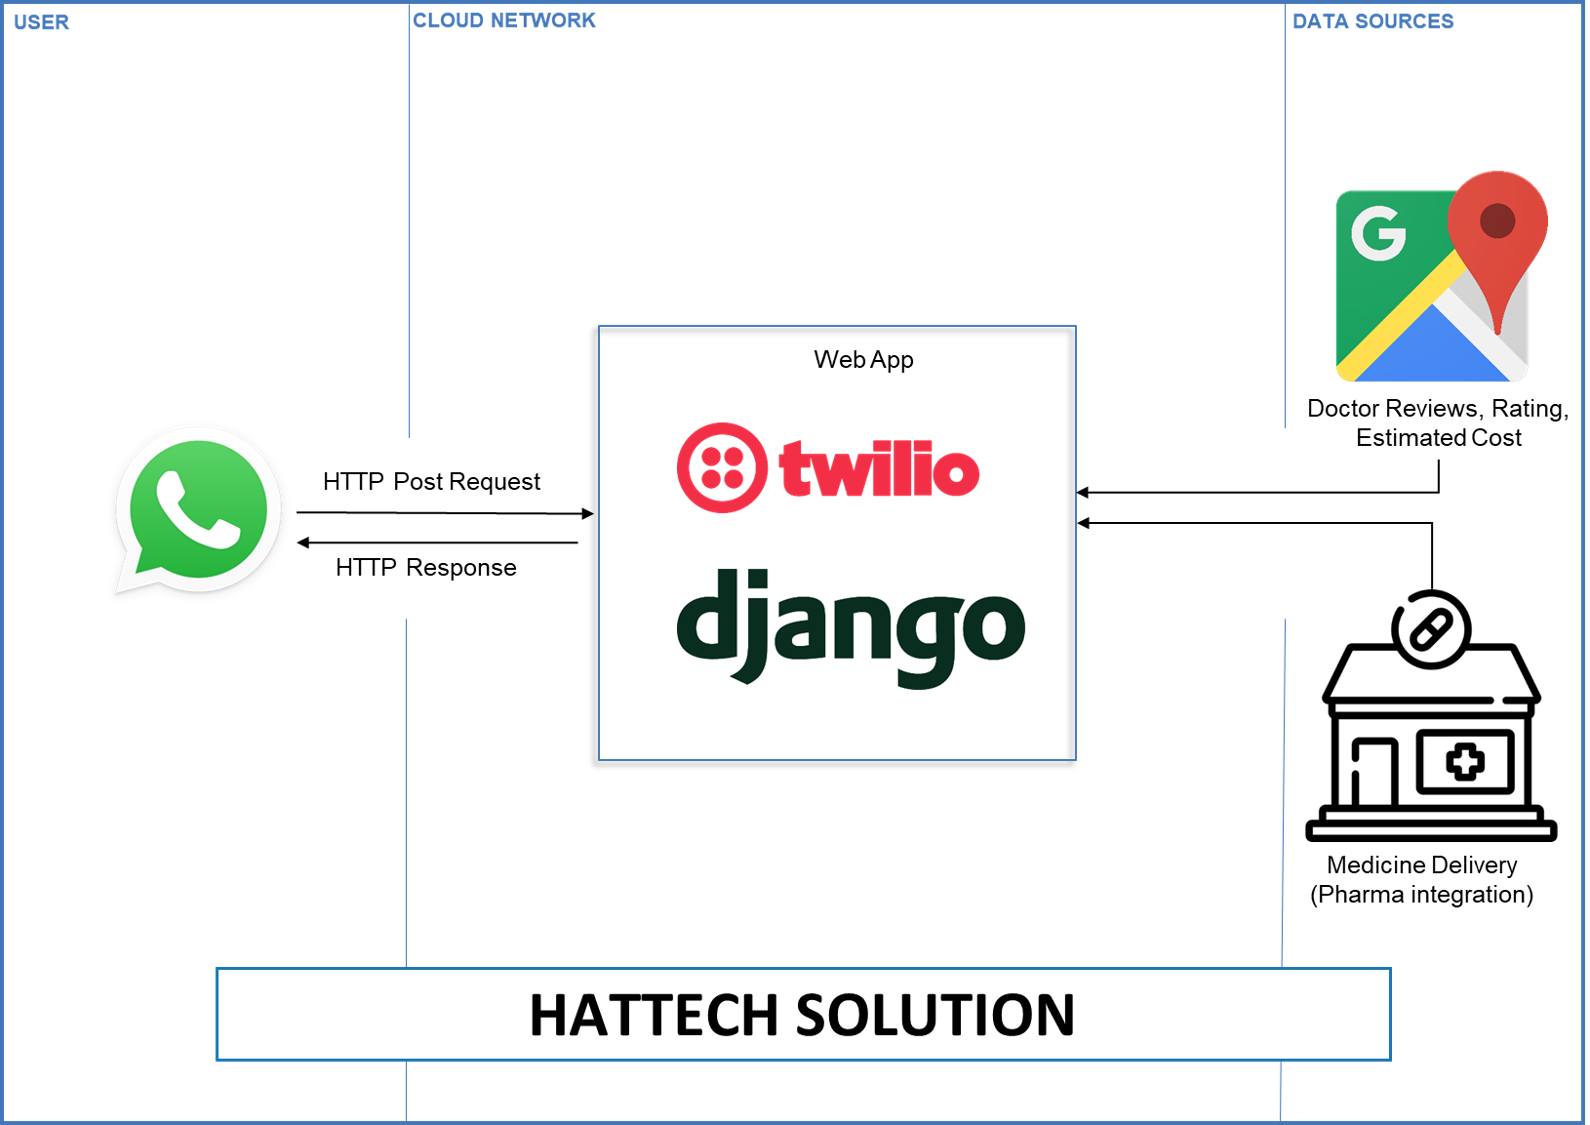 USER
CLOUD NETWORK
DATA SOURCES
G
Web App
twilio
Doctor Reviews, Rating,
Estimated Cost
HTTP Post Request
HTTP Response
django
Medicine Delivery
(Pharma integration)
HATTECH SOLUTION